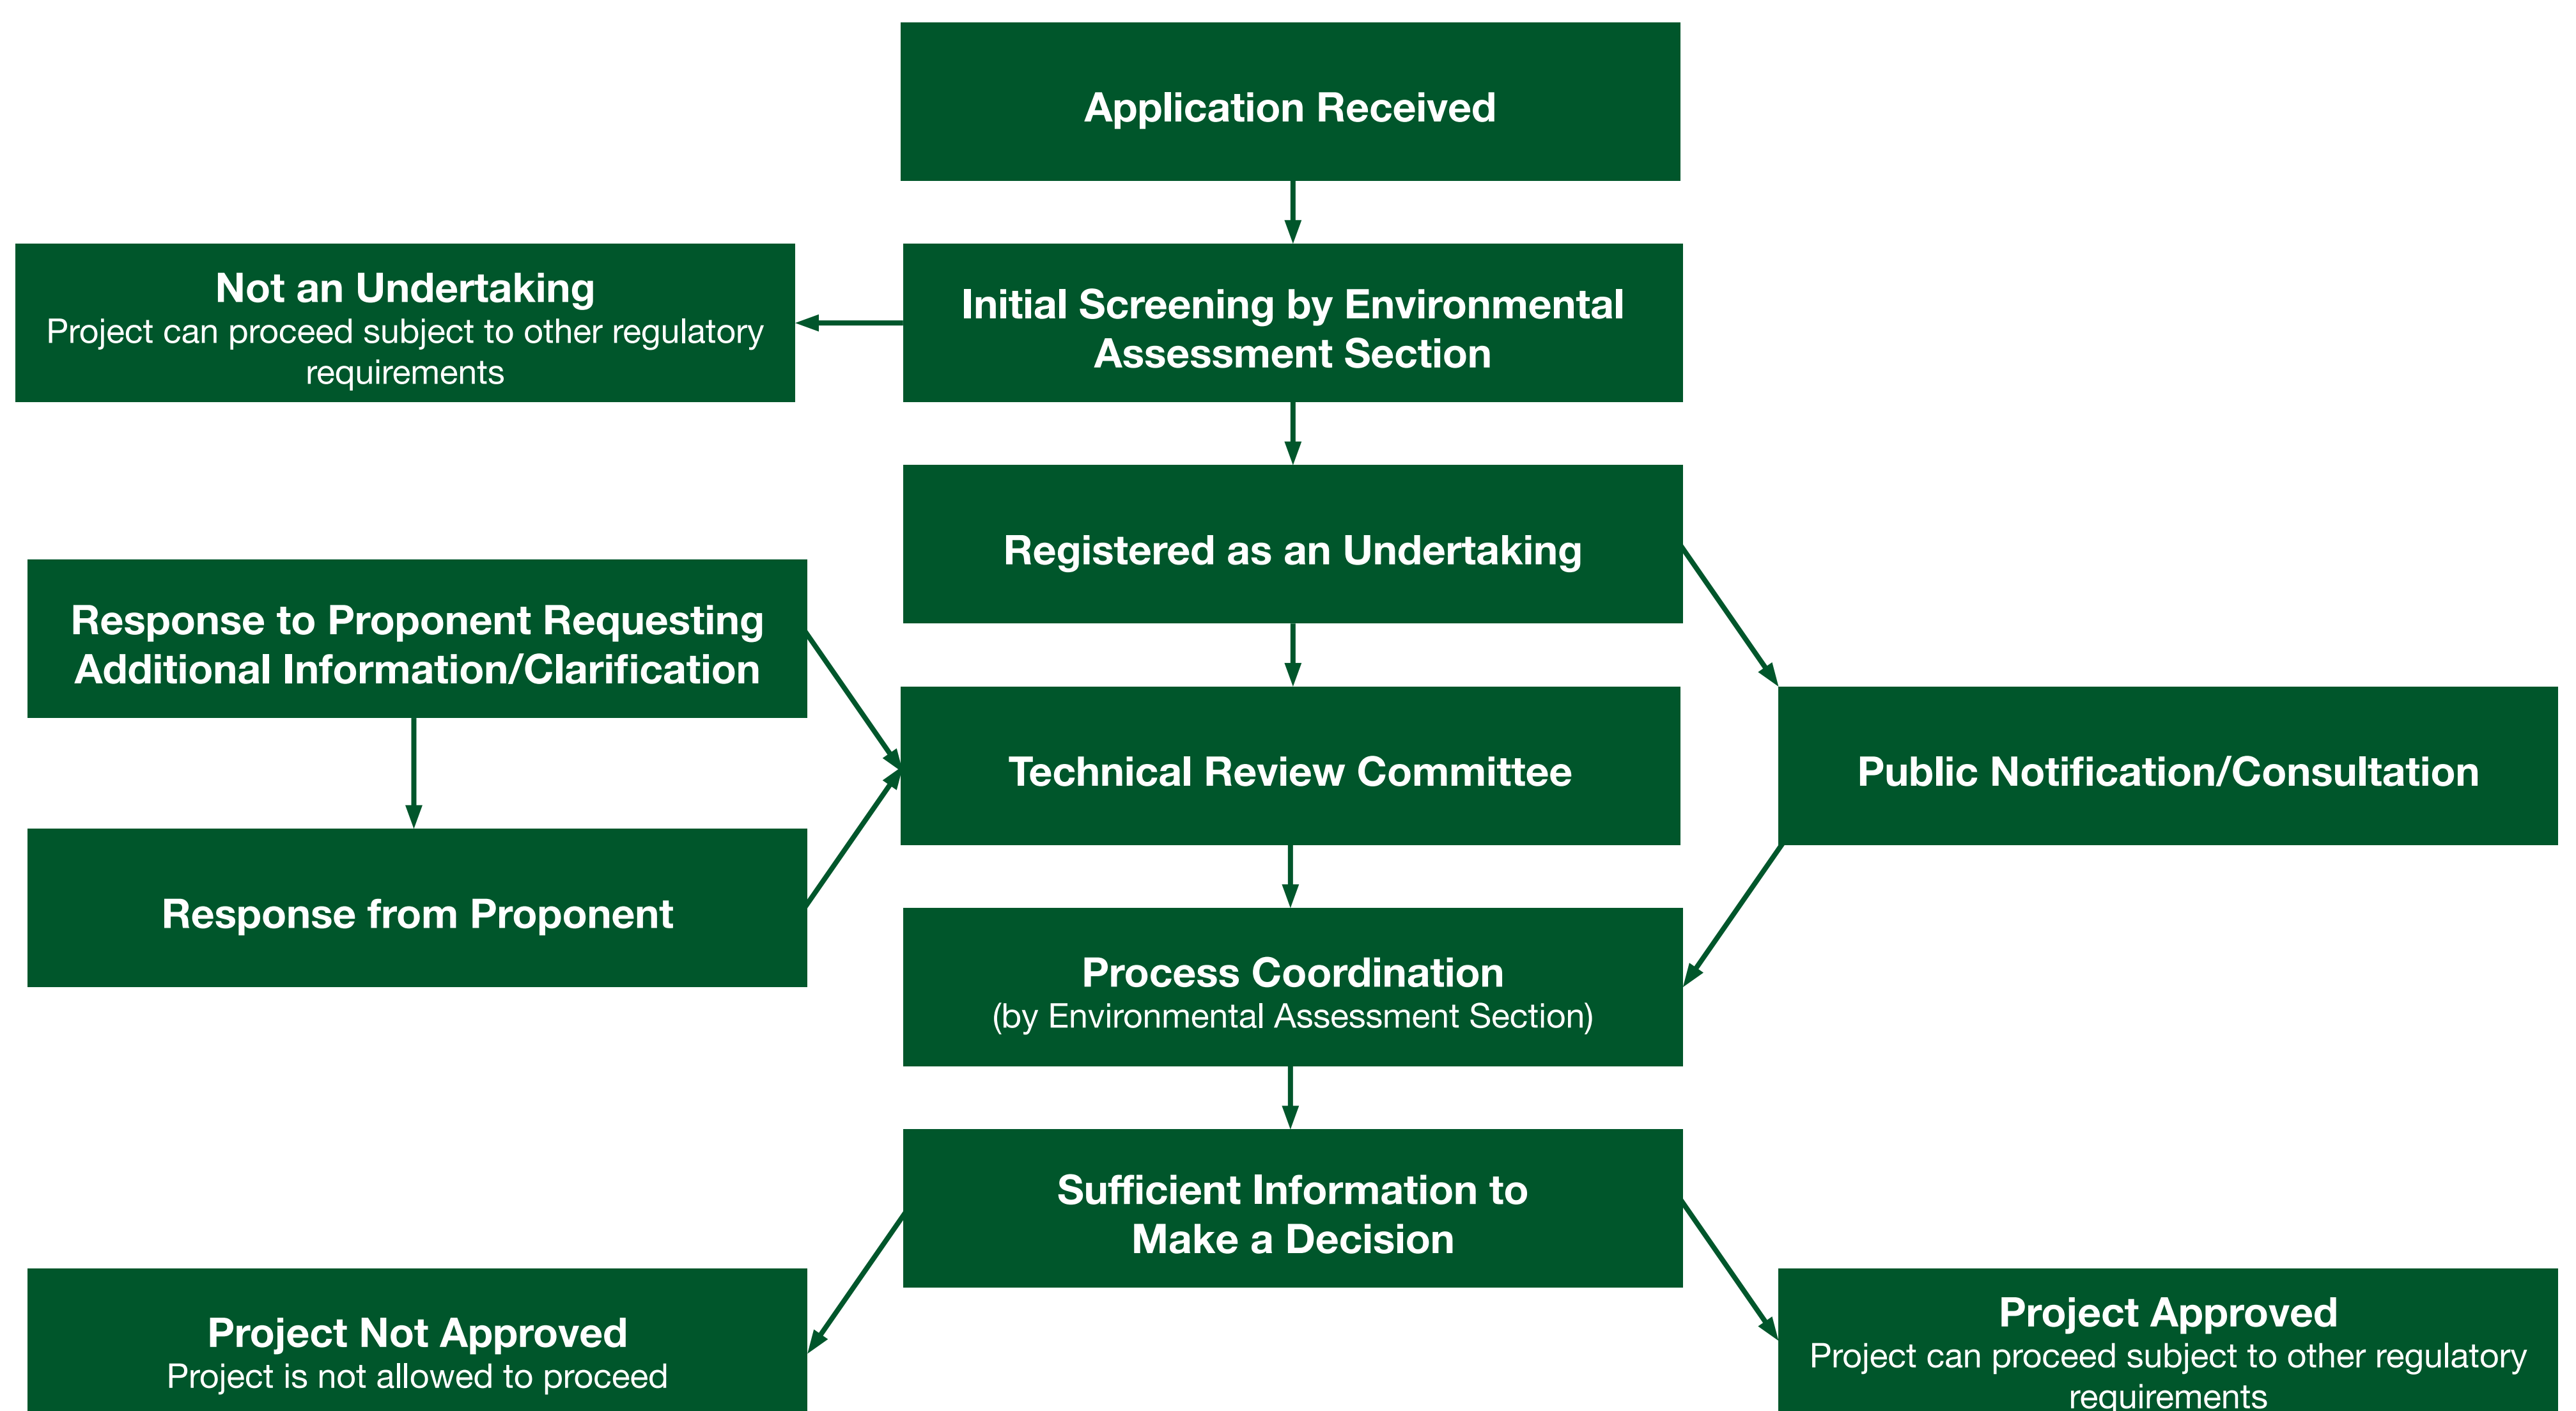 Application Received
Not an Undertaking
Project can proceed subject to other regulatory
requirements
Initial Screening by Environmental
Assessment Section
Registered as an Undertaking
Response to Proponent Requesting
Additional Information/Clarification
Technical Review Committee
Public Notification/Consultation
Response from Proponent
Process Coordination
(by Environmental Assessment Section)
Sufficient Information to
Make a Decision
Project Not Approved
Project is not allowed to proceed
Project Approved
Project can proceed subject to other regulatory
requirements